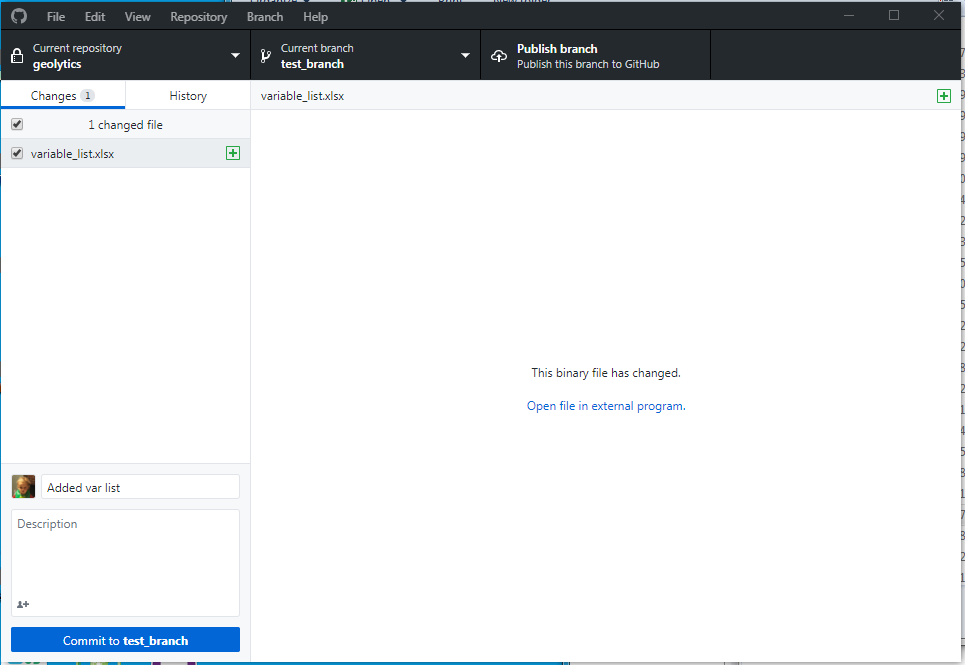 File Edit View Repository Branch Help
Current repository
geolytics
Current branch
test_branch
Publish branch
Publish this branch to GitHub
Changes 1
History
variable_list.xlsx
1 changed file
variable_list.xlsx
This binary file has changed.
Open file in external program.
Added var list
Description
Commit to test_branch